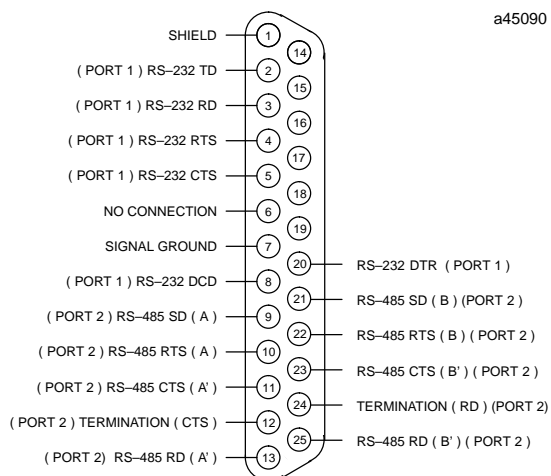 a45090
SHIELD 1
14
( PORT 1 ) RS–232 TD 2
15
( PORT 1 ) RS–232 RD 3
16
( PORT 1 ) RS–232 RTS 4
17
( PORT 1 ) RS–232 CTS 5
18
NO CONNECTION 6
19
SIGNAL GROUND 7
20 RS–232 DTR ( PORT 1 )
( PORT 1 ) RS–232 DCD 8
21 RS–485 SD ( B ) (PORT 2 )
( PORT 2 ) RS–485 SD ( A ) 9
22 RS–485 RTS ( B ) ( PORT 2 )
( PORT 2 ) RS–485 RTS ( A ) 10
23 RS–485 CTS ( B' ) ( PORT 2 )
( PORT 2 ) RS–485 CTS ( A' ) 11
24 TERMINATION ( RD ) (PORT 2)
( PORT 2 ) TERMINATION ( CTS ) 12
25 RS–485 RD ( B' ) ( PORT 2 )
( PORT 2) RS–485 RD ( A' ) 13